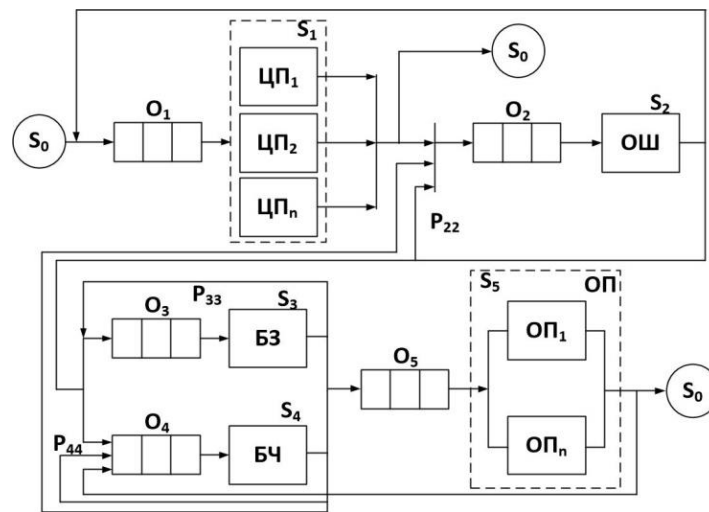 S₁
ЦП₁
S₀
O₁
O₂
S₂
S₀
ЦП₂
ОШ
ЦПₙ
P₂₂
P₃₃
S₃
S₅
ОП
O₃
БЗ
ОП₁
O₅
S₀
O₄
S₄
P₄₄
БЧ
ОПₙ